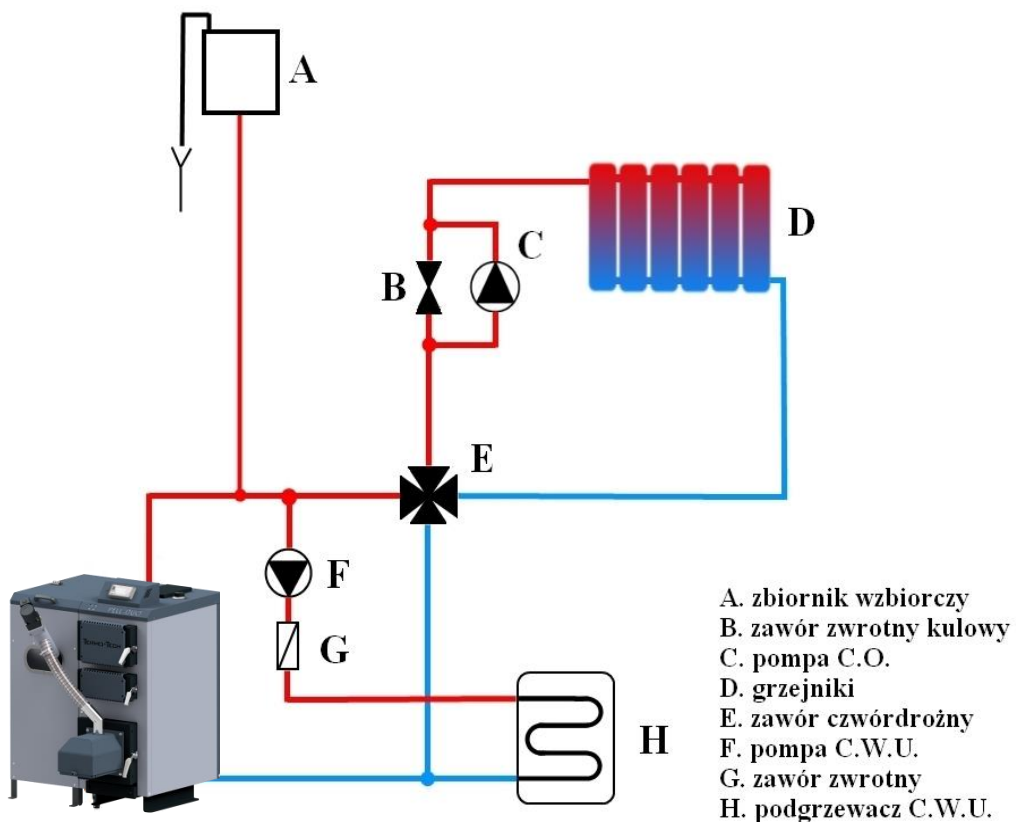 A
B
C
D
E
F
G
H
A. zbiornik wzbiorczy
B. zawór zwrotny kulowy
C. pompa C.O.
D. grzejniki
E. zawór czwórdrożny
F. pompa C.W.U.
G. zawór zwrotny
H. podgrzewacz C.W.U.